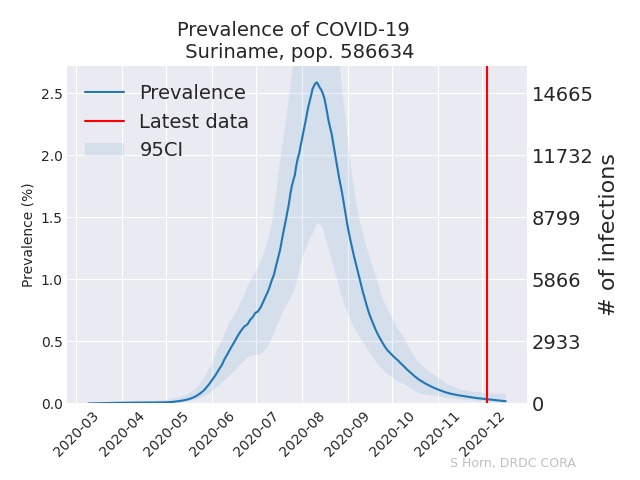 Prevalence of COVID-19
Suriname, pop. 586634
Prevalence
Latest data
95CI
Prevalence (%)
2.5
2.0
1.5
1.0
0.5
0.0
14665
11732
8799
5866
2933
0
# of infections
2020-03
2020-04
2020-05
2020-06
2020-07
2020-08
2020-09
2020-10
2020-11
2020-12
S Horn, DRDC CORA